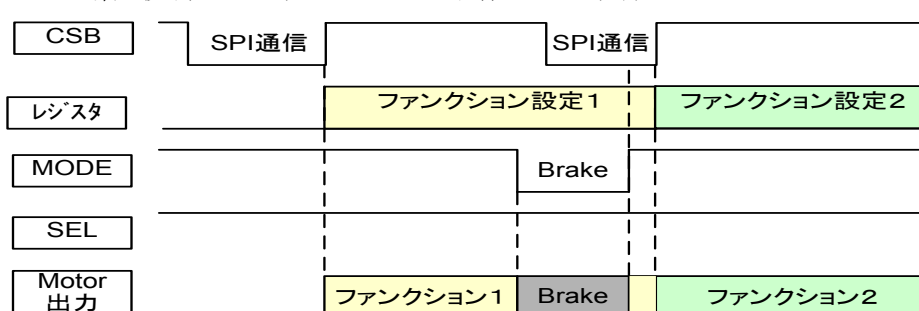 CSB
SPI通信
SPI通信
レジスタ
ファンクション設定1
ファンクション設定2
MODE
Brake
SEL
Motor
出力
ファンクション1
Brake
ファンクション2